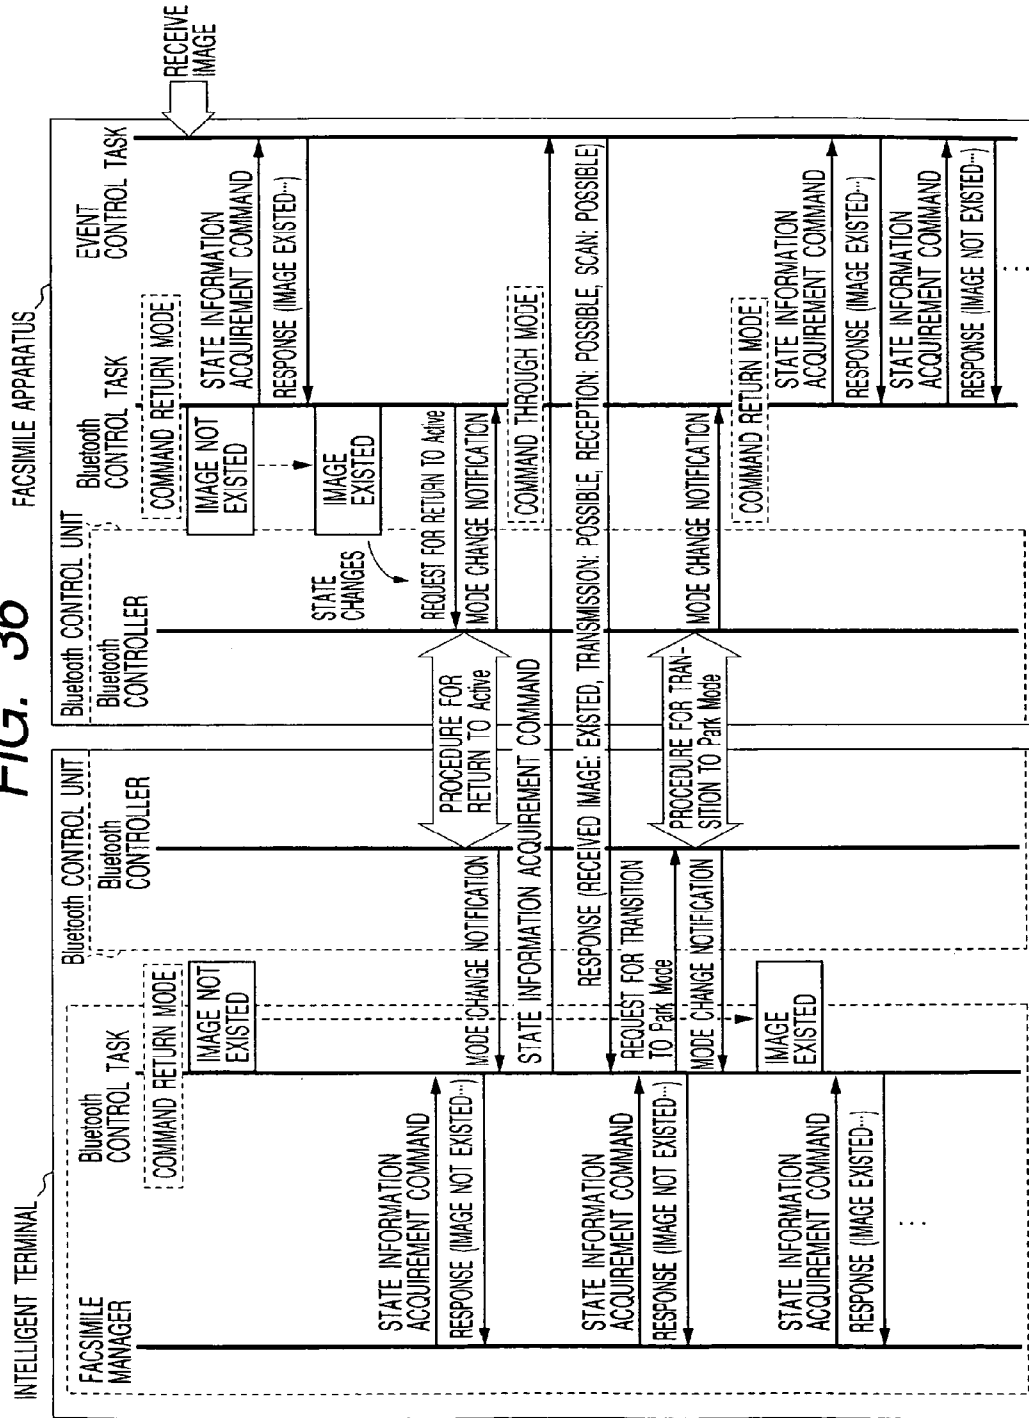 FIG. 36
INTELLIGENT TERMINAL
FACSIMILE APPARATUS
FACSIMILE
MANAGER
Bluetooth
CONTROL TASK
Bluetooth CONTROL UNIT
Bluetooth
CONTROLLER
Bluetooth CONTROL UNIT
Bluetooth
CONTROLLER
Bluetooth
CONTROL TASK
EVENT
CONTROL TASK
RECEIVE
IMAGE
COMMAND RETURN MODE
IMAGE NOT
EXISTED
COMMAND RETURN MODE
IMAGE NOT
EXISTED
STATE INFORMATION
ACQUIREMENT COMMAND
RESPONSE (IMAGE EXISTED···)
IMAGE
EXISTED
STATE
CHANGES
STATE INFORMATION
ACQUIREMENT COMMAND
RESPONSE (IMAGE NOT EXISTED···)
REQUEST FOR RETURN TO Active
PROCEDURE FOR
RETURN TO Active
MODE CHANGE NOTIFICATION
MODE CHANGE NOTIFICATION
COMMAND THROUGH MODE
STATE INFORMATION ACQUIREMENT COMMAND
RESPONSE (RECEIVED IMAGE: EXISTED, TRANSMISSION: POSSIBLE, RECEPTION: POSSIBLE, SCAN: POSSIBLE)
STATE INFORMATION
ACQUIREMENT COMMAND
RESPONSE (IMAGE NOT EXISTED···)
REQUEST FOR TRANSITION
TO Park Mode
PROCEDURE FOR TRAN-
SITION TO Park Mode
MODE CHANGE NOTIFICATION
MODE CHANGE NOTIFICATION
COMMAND RETURN MODE
IMAGE
EXISTED
STATE INFORMATION
ACQUIREMENT COMMAND
RESPONSE (IMAGE EXISTED···)
STATE INFORMATION
ACQUIREMENT COMMAND
RESPONSE (IMAGE EXISTED···)
STATE INFORMATION
ACQUIREMENT COMMAND
RESPONSE (IMAGE NOT EXISTED···)
···
···